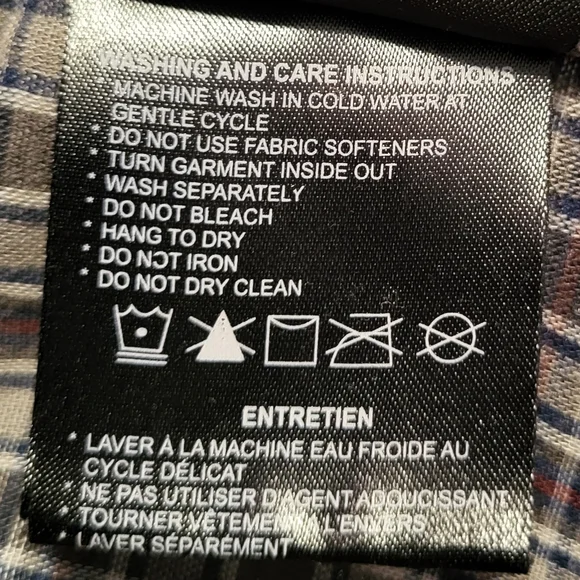 WASHING AND CARE INSTRUCTIONS
MACHINE WASH IN COLD WATER AT
GENTLE CYCLE
* DO NOT USE FABRIC SOFTENERS
* TURN GARMENT INSIDE OUT
* WASH SEPARATELY
* DO NOT BLEACH
* HANG TO DRY
* DO NOT IRON
* DO NOT DRY CLEAN
ENTRETIEN
* LAVER À LA MACHINE EAU FROIDE AU
CYCLE DÉLICAT
* NE PAS UTILISER D'AGENT ADOUCISSANT
* TOURNER VÊTEMENT À L'ENVERS
* LAVER SÉPARÉMENT